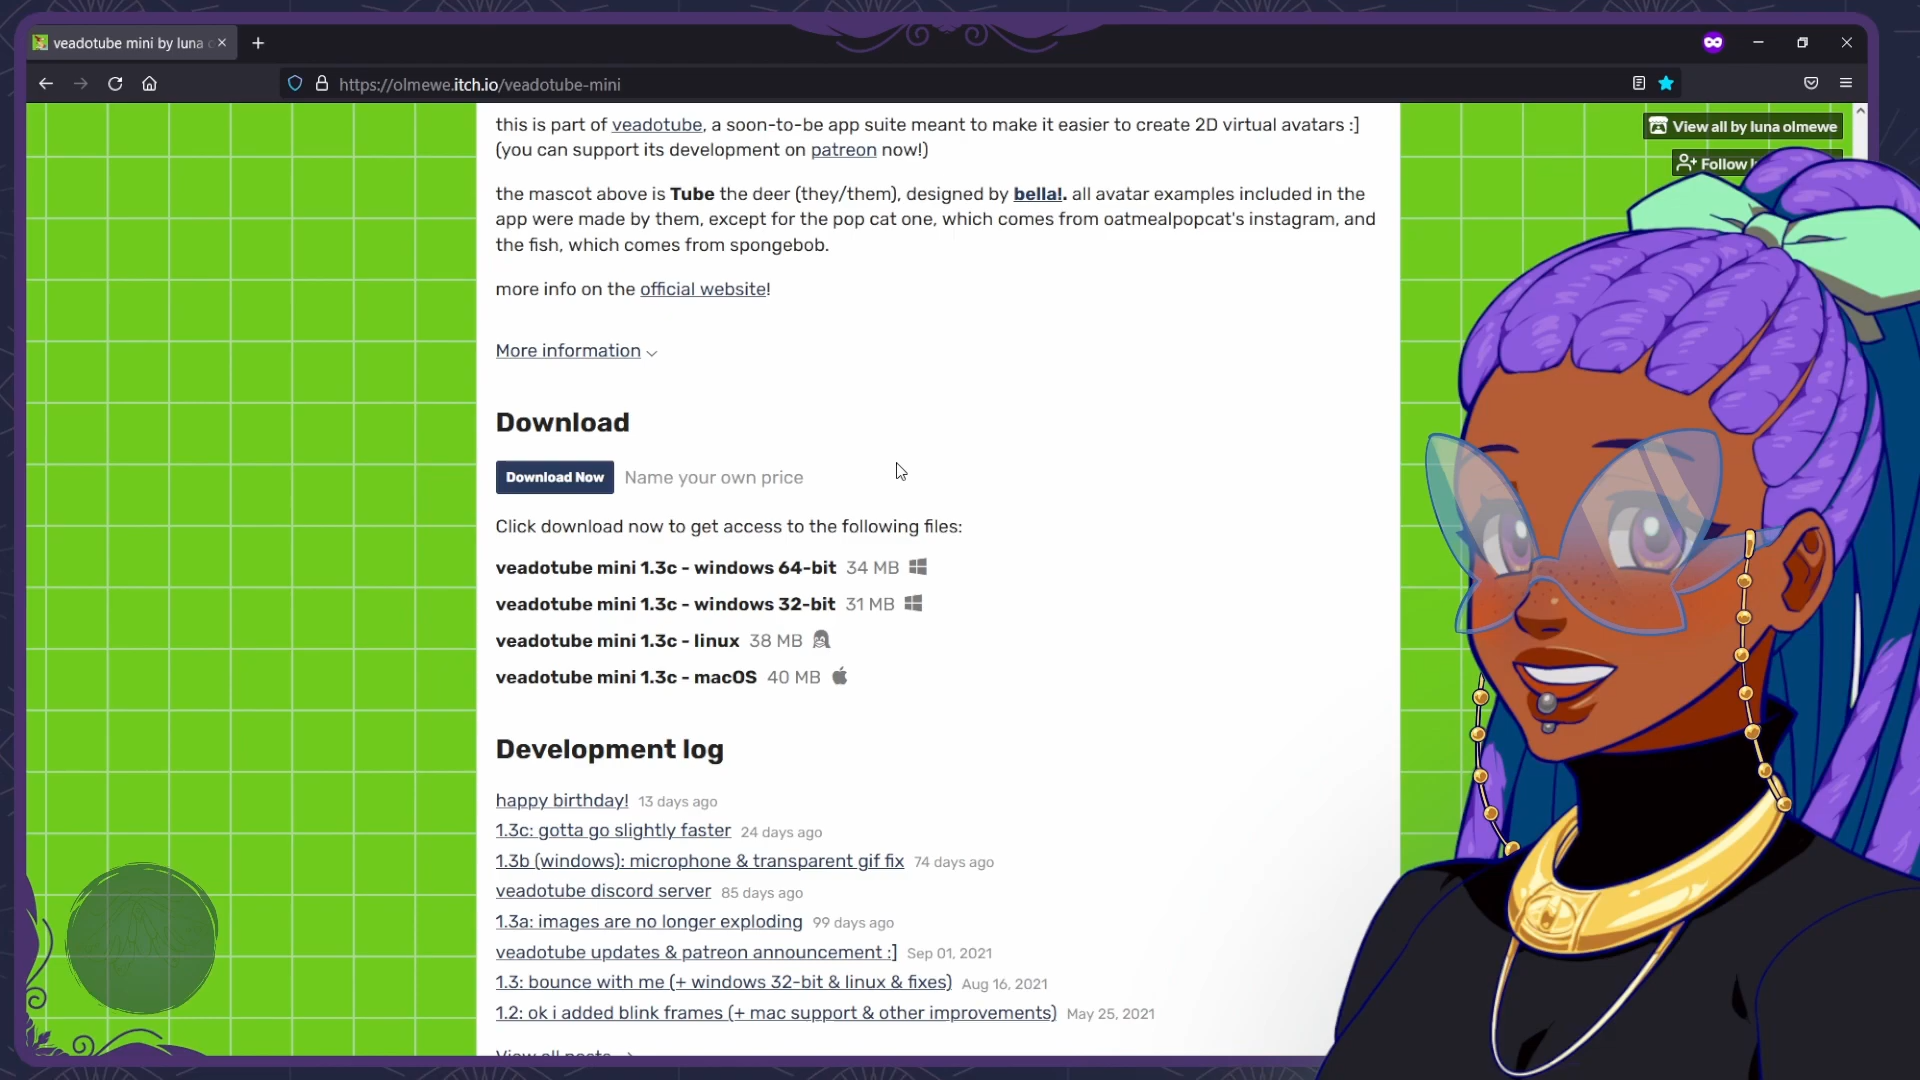 veadotube mini by luna
https://olmewe.itch.io/veadotube-mini
View all by luna olmewe
Follow
this is part of veadotube, a soon-to-be app suite meant to make it easier to create 2D virtual avatars :]
(you can support its development on patreon now!)
the mascot above is Tube the deer (they/them), designed by bella!. all avatar examples included in the
app were made by them, except for the pop cat one, which comes from oatmealpopcat's instagram, and
the fish, which comes from spongebob.
more info on the official website!
More information
Download
Download Now Name your own price
Click download now to get access to the following files:
veadotube mini 1.3c - windows 64-bit 34 MB
veadotube mini 1.3c - windows 32-bit 31 MB
veadotube mini 1.3c - linux 38 MB
veadotube mini 1.3c - macOS 40 MB
Development log
happy birthday! 13 days ago
1.3c: gotta go slightly faster 24 days ago
1.3b (windows): microphone & transparent gif fix 74 days ago
veadotube discord server 85 days ago
1.3a: images are no longer exploding 99 days ago
veadotube updates & patreon announcement :] Sep 01, 2021
1.3: bounce with me (+ windows 32-bit & linux & fixes) Aug 16, 2021
1.2: ok i added blink frames (+ mac support & other improvements) May 25, 2021
View all posts